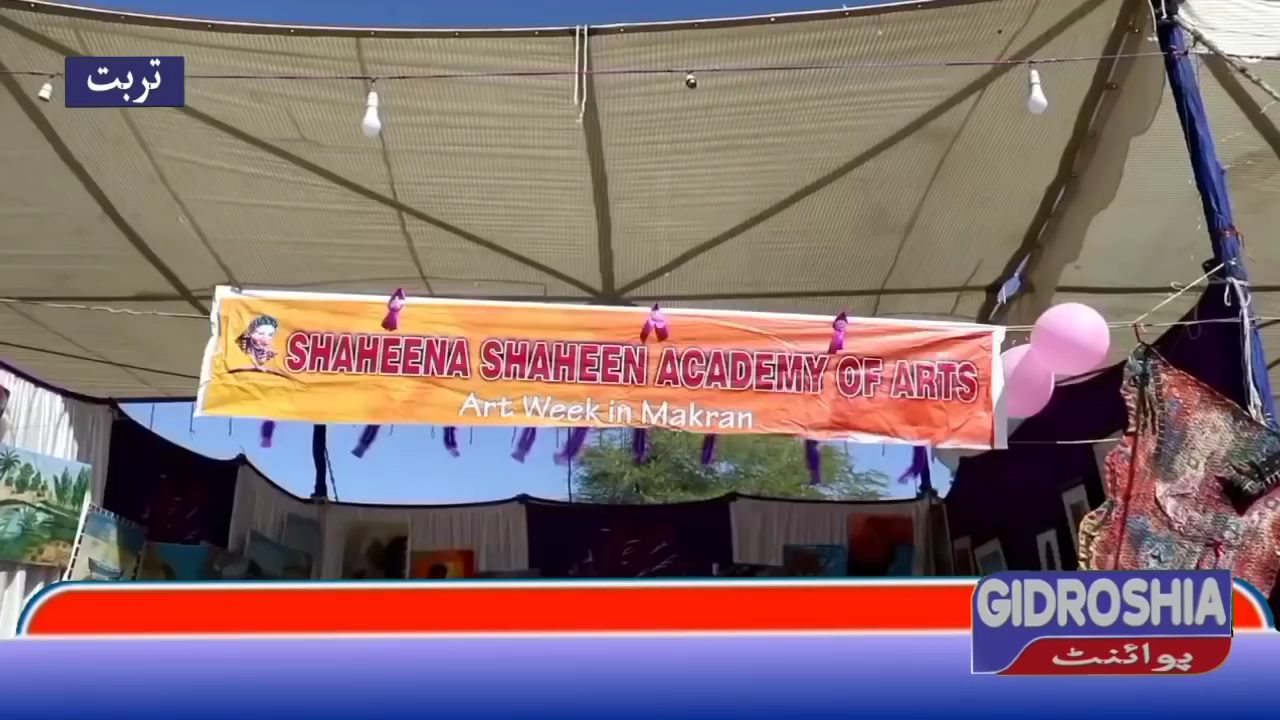 تربت
SHAHEENA SHAHEEN ACADEMY OF ARTS
Art Week in Makran
GIDROSHIA
پوائنٹ